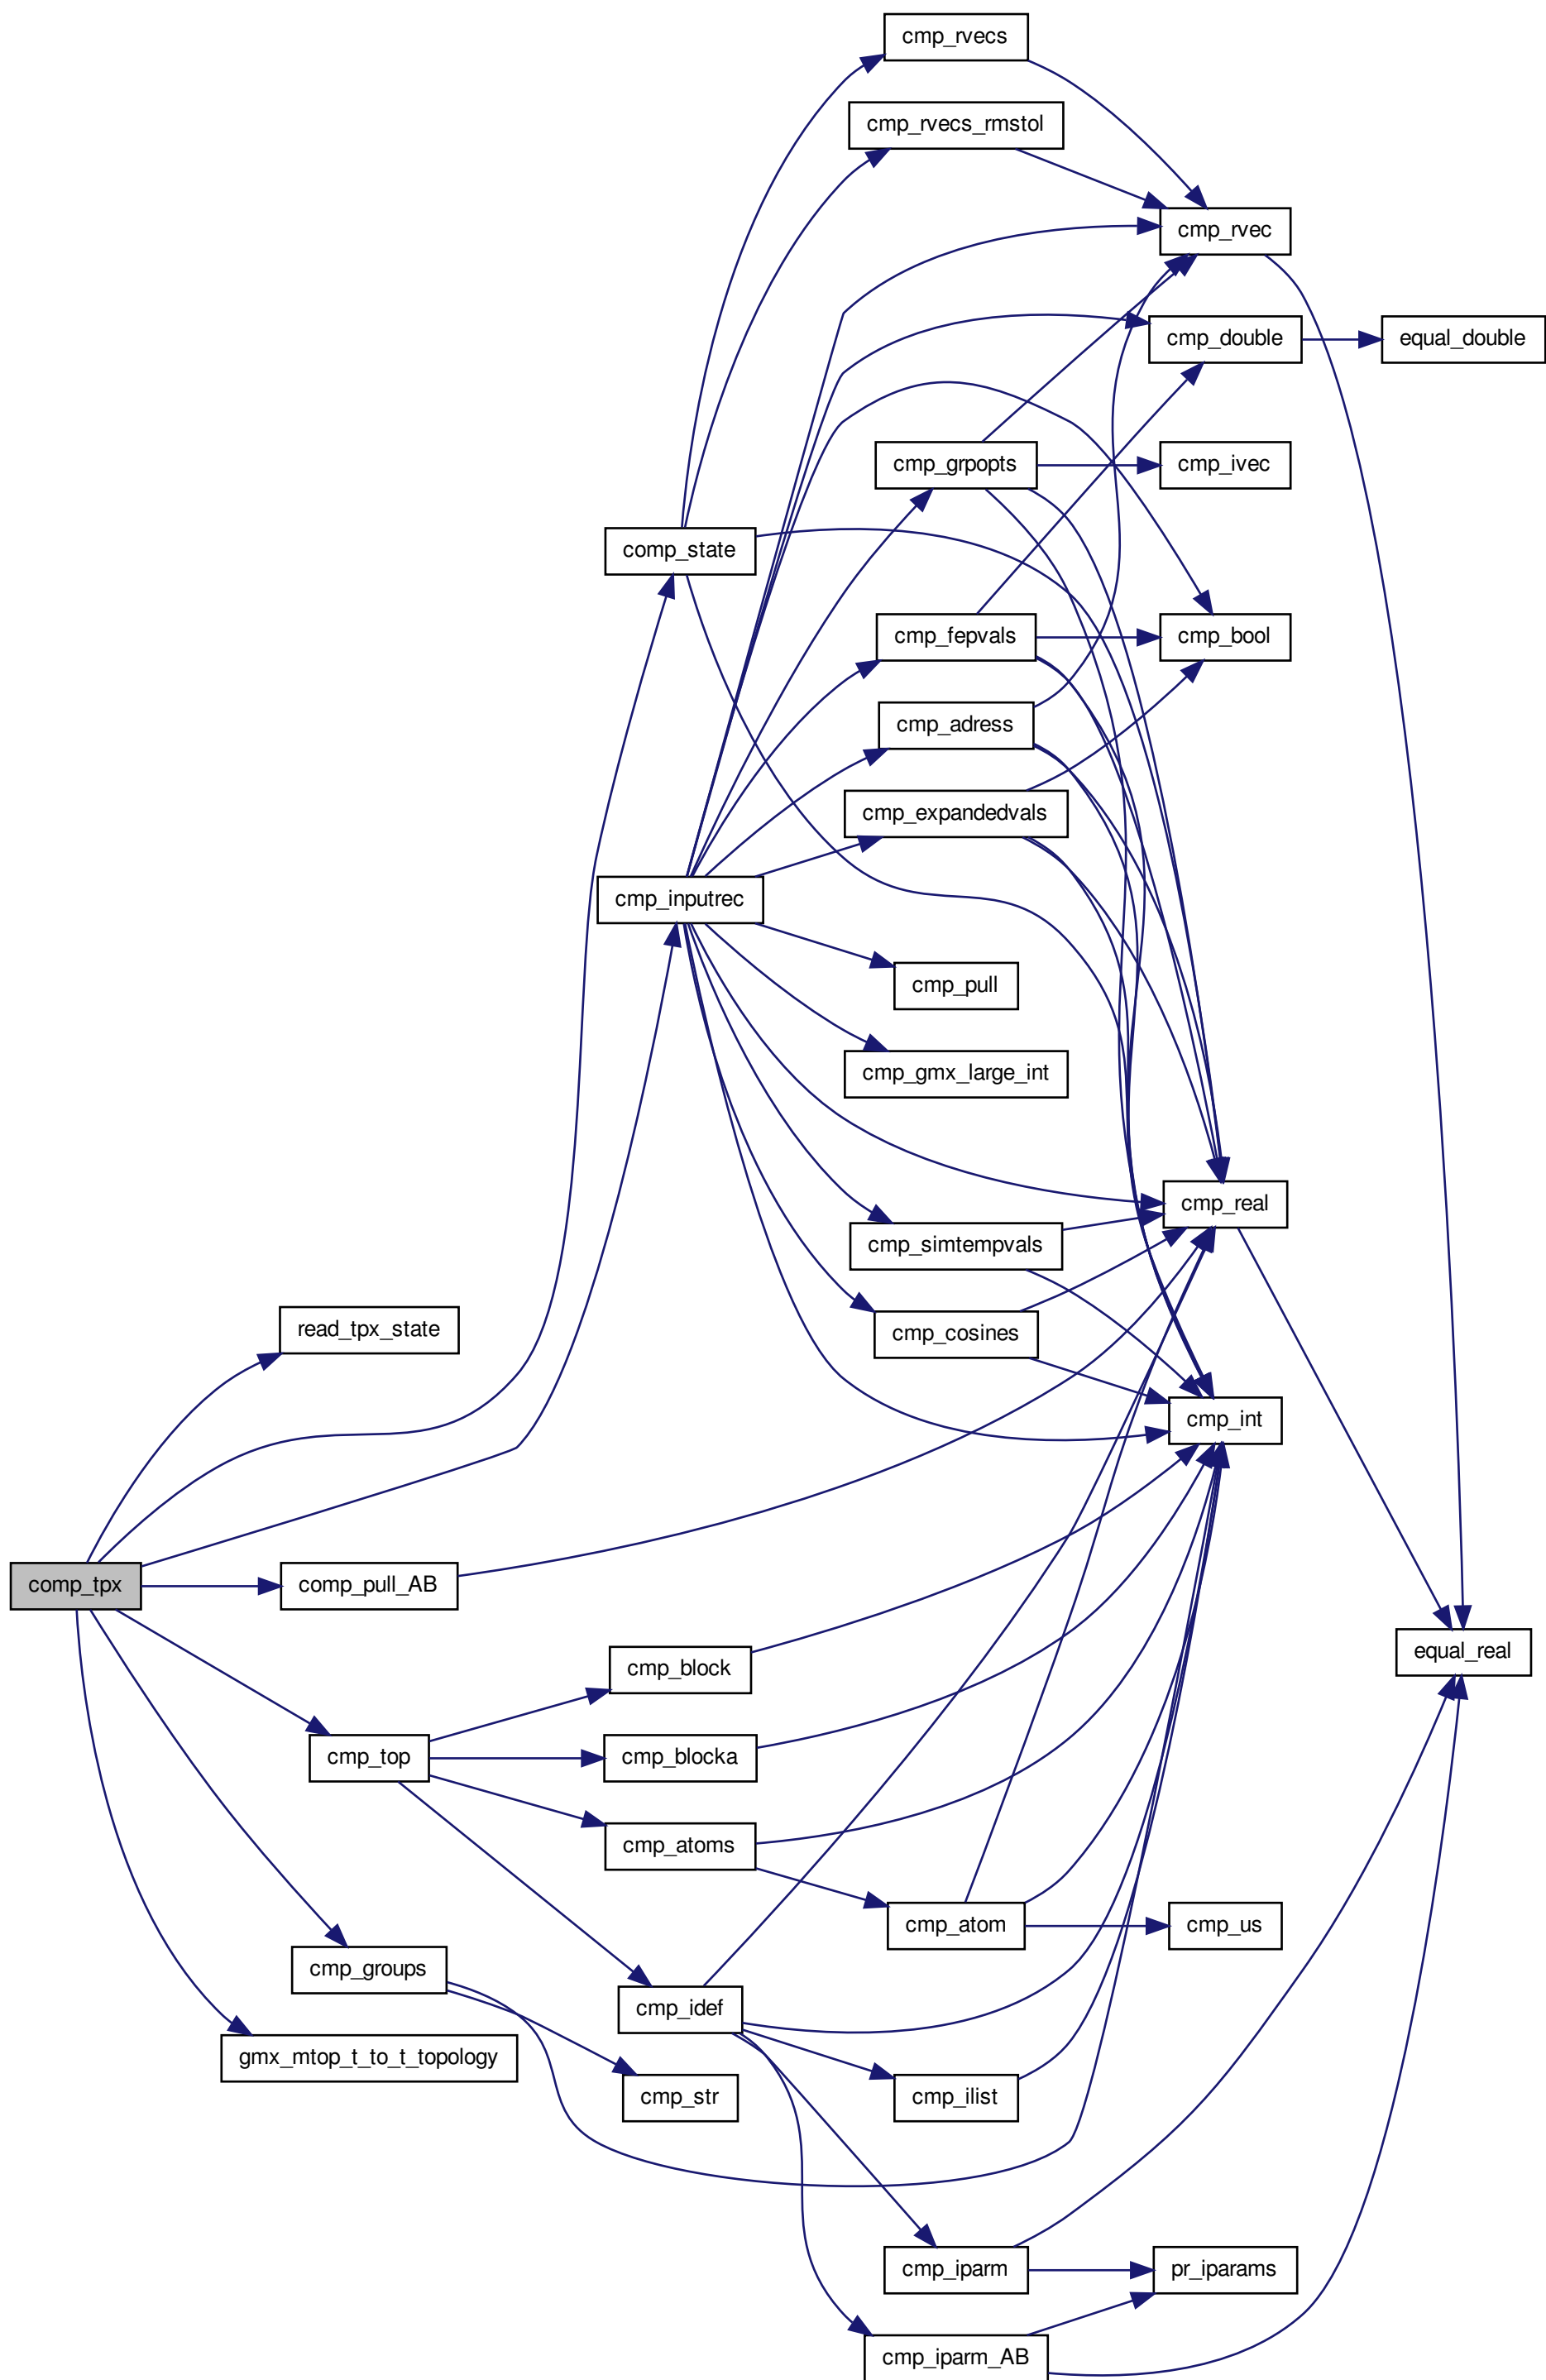 cmp_rvecs
cmp_rvecs_rmstol
cmp_rvec
cmp_double
equal_double
cmp_grpopts
cmp_ivec
comp_state
cmp_fepvals
cmp_bool
cmp_adress
cmp_expandedvals
cmp_inputrec
cmp_pull
cmp_gmx_large_int
cmp_real
cmp_simtempvals
read_tpx_state
cmp_cosines
cmp_int
comp_tpx
comp_pull_AB
equal_real
cmp_block
cmp_top
cmp_blocka
cmp_atoms
cmp_atom
cmp_us
cmp_groups
cmp_idef
gmx_mtop_t_to_t_topology
cmp_str
cmp_ilist
cmp_iparm
pr_iparams
cmp_iparm_AB